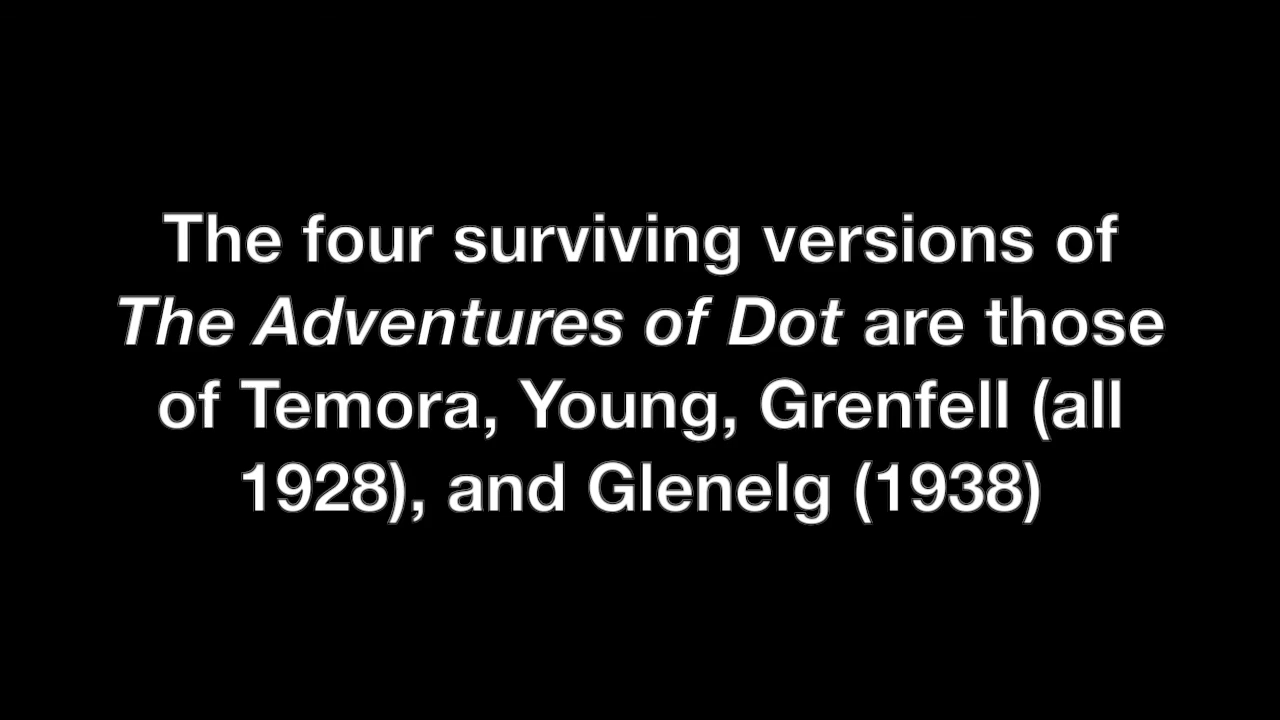 The four surviving versions of
The Adventures of Dot are those
of Temora, Young, Grenfell (all
1928), and Glenelg (1938)